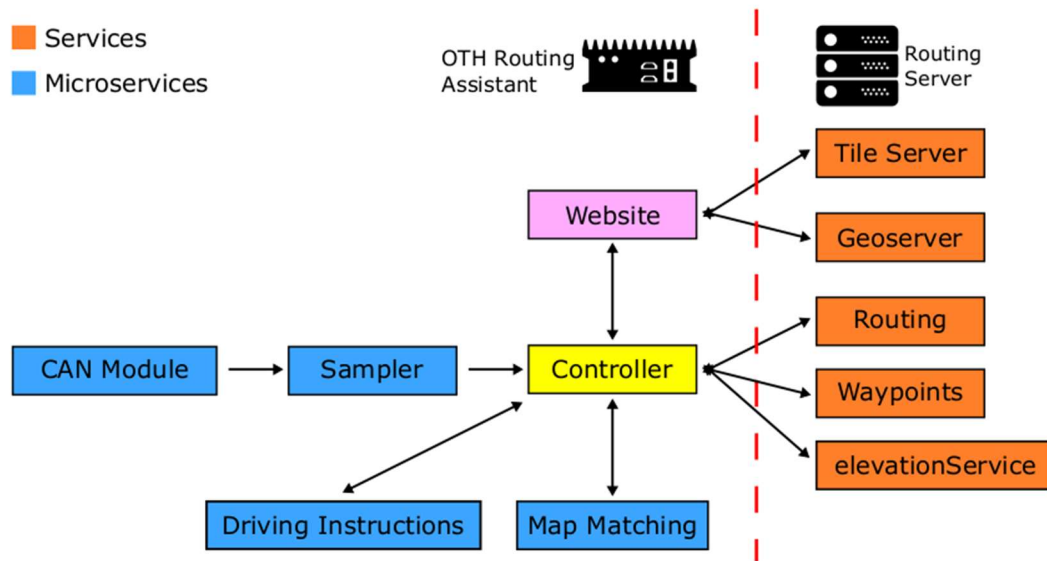 Services
Microservices
OTH Routing
Assistant
Routing
Server
Tile Server
Website
Geoserver
Routing
CAN Module
Sampler
Controller
Waypoints
elevationService
Driving Instructions
Map Matching